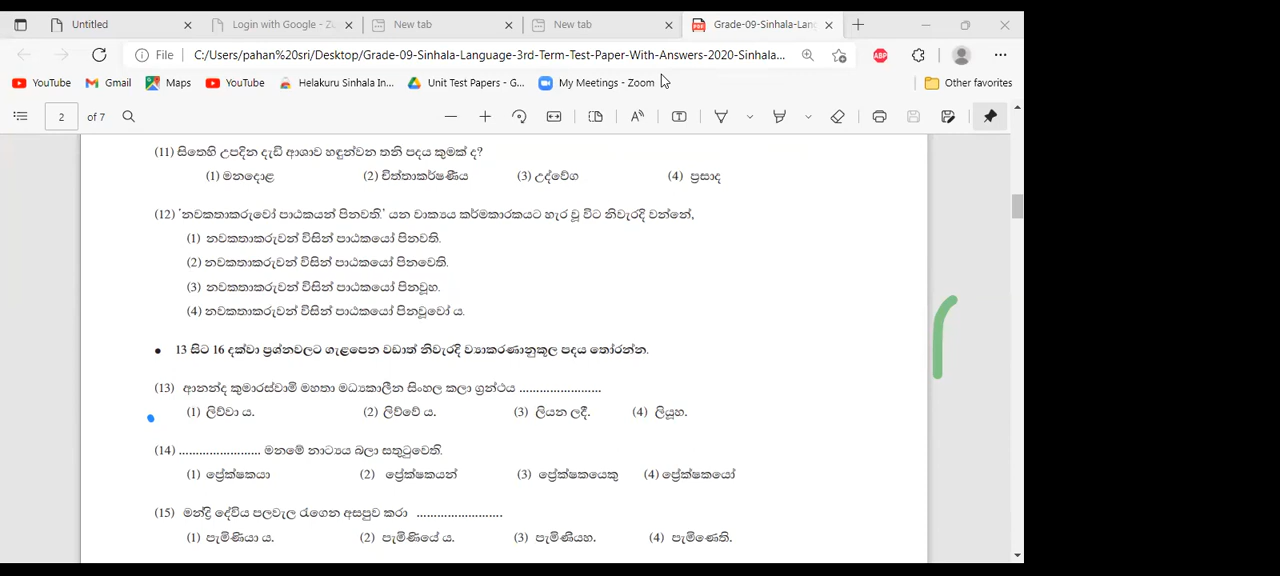 Untitled
Login with Google - Zo
New tab
New tab
Grade-09-Sinhala-Lang
File
C:/Users/pahan%20sri/Desktop/Grade-09-Sinhala-Language-3rd-Term-Test-Paper-With-Answers-2020-Sinhala...
YouTube
Gmail
Maps
YouTube
Helakuru Sinhala In...
Unit Test Papers - G...
My Meetings - Zoom
Other favorites
2 of 7
(11) සිතෙහි උපදින දැඩි ආශාව හඳුන්වන තනි පදය කුමක් ද?
(1) මනදොළ (2) චිත්තාකර්ෂණීය (3) උද්වේග (4) ප්‍රසාද
(12) 'නවකතාකරුවෝ පාඨකයන් පිනවති.' යන වාක්‍යය කර්මකාරකයට හැර වූ විට නිවැරදි වන්නේ,
(1) නවකතාකරුවන් විසින් පාඨකයෝ පිනවති.
(2) නවකතාකරුවන් විසින් පාඨකයෝ පිනවෙති.
(3) නවකතාකරුවන් විසින් පාඨකයෝ පිනවූහ.
(4) නවකතාකරුවන් විසින් පාඨකයෝ පිනවූවෝ ය.
• 13 සිට 16 දක්වා ප්‍රශ්නවලට ගැළපෙන වඩාත් නිවැරදි ව්‍යාකරණානුකූල පදය තෝරන්න.
(13) ආනන්ද කුමාරස්වාමි මහතා මධ්‍යකාලීන සිංහල කලා ග්‍රන්ථය ........................
(1) ලිව්වා ය. (2) ලිව්වේ ය. (3) ලියන ලදී. (4) ලියූහ.
(14) ........................ මනමේ නාට්‍යය බලා සතුටුවෙති.
(1) ප්‍රේක්ෂකයා (2) ප්‍රේක්ෂකයන් (3) ප්‍රේක්ෂකයෙකු (4) ප්‍රේක්ෂකයෝ
(15) මන්ද්‍රි දේවිය පලවැල රැගෙන අසපුව කරා ........................
(1) පැමිණියා ය. (2) පැමිණියේ ය. (3) පැමිණියහ. (4) පැමිණෙති.